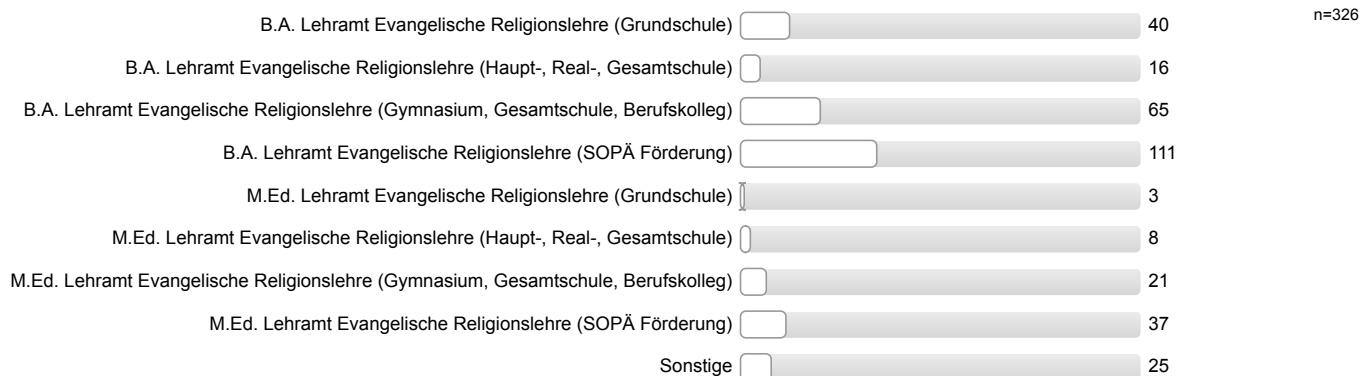 B.A. Lehramt Evangelische Religionslehre (Grundschule) 40 n=326
B.A. Lehramt Evangelische Religionslehre (Haupt-, Real-, Gesamtschule) 16
B.A. Lehramt Evangelische Religionslehre (Gymnasium, Gesamtschule, Berufskolleg) 65
B.A. Lehramt Evangelische Religionslehre (SOPÄ Förderung) 111
M.Ed. Lehramt Evangelische Religionslehre (Grundschule) 3
M.Ed. Lehramt Evangelische Religionslehre (Haupt-, Real-, Gesamtschule) 8
M.Ed. Lehramt Evangelische Religionslehre (Gymnasium, Gesamtschule, Berufskolleg) 21
M.Ed. Lehramt Evangelische Religionslehre (SOPÄ Förderung) 37
Sonstige 25